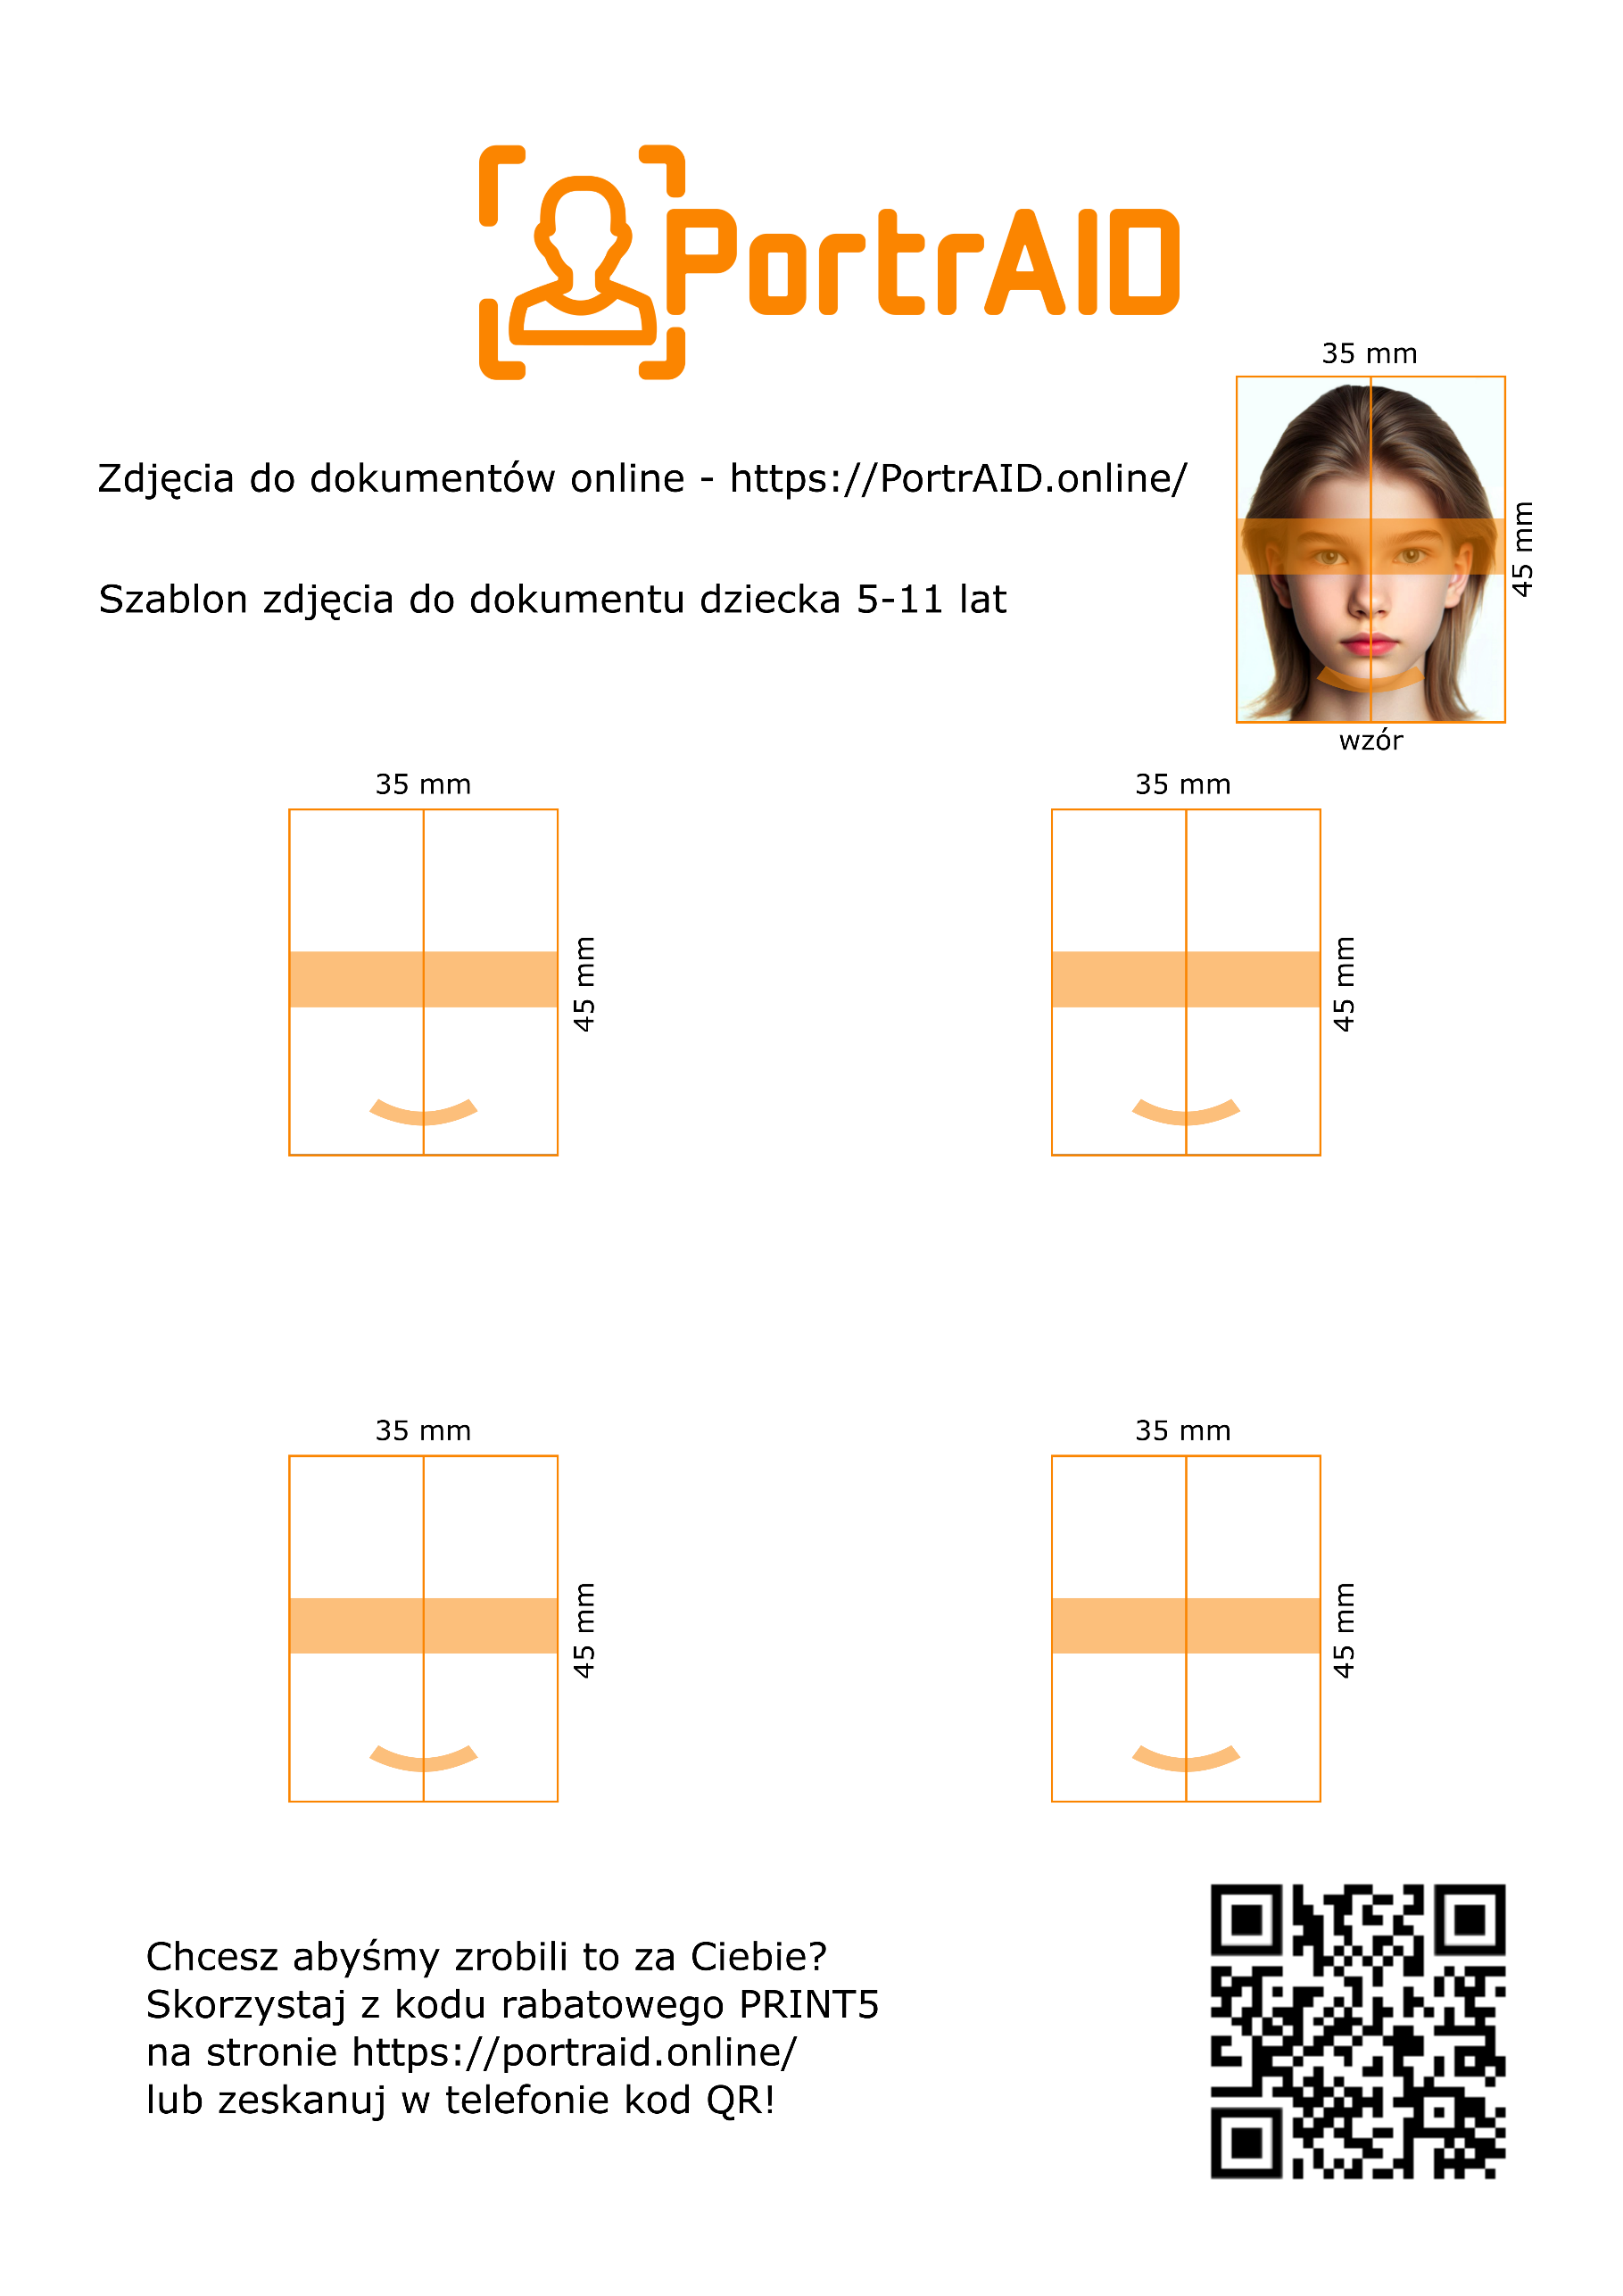 PortrAID
35 mm
Zdjęcia do dokumentów online - https://PortrAID.online/
45 mm
Szablon zdjęcia do dokumentu dziecka 5-11 lat
wzór
35 mm
35 mm
45 mm
45 mm
35 mm
35 mm
45 mm
45 mm
Chcesz abyśmy zrobili to za Ciebie?
Skorzystaj z kodu rabatowego PRINT5
na stronie https://portraid.online/
lub zeskanuj w telefonie kod QR!